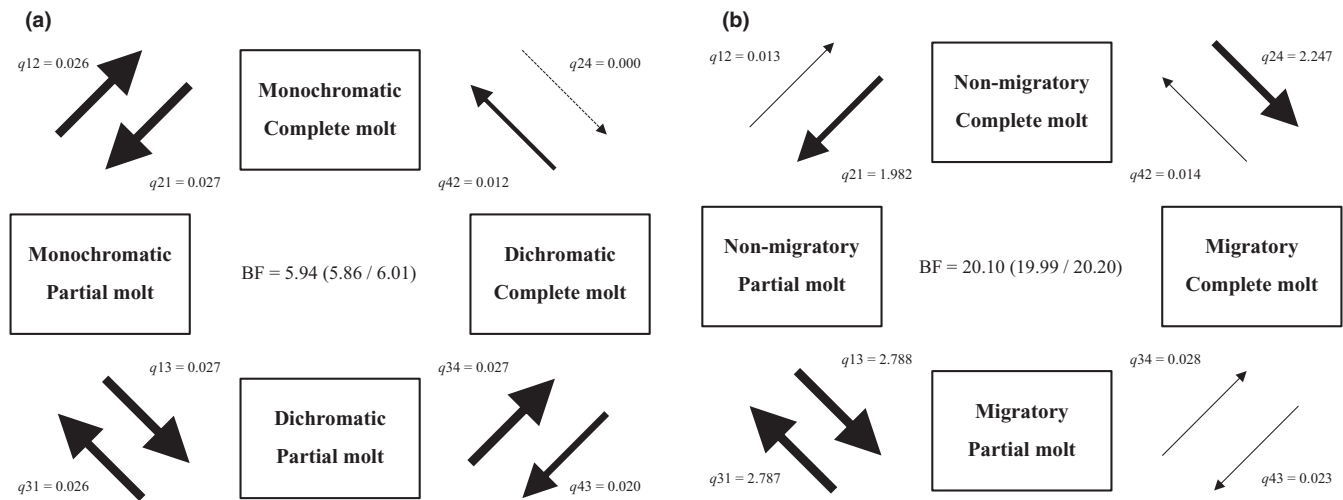 (a)
q12 = 0.026
q24 = 0.000
Monochromatic
Complete molt
q21 = 0.027
q42 = 0.012
Monochromatic
Partial molt
BF = 5.94 (5.86 / 6.01)
Dichromatic
Complete molt
q13 = 0.027
q34 = 0.027
Dichromatic
Partial molt
q31 = 0.026
q43 = 0.020
(b)
q12 = 0.013
q24 = 2.247
Non-migratory
Complete molt
q21 = 1.982
q42 = 0.014
Non-migratory
Partial molt
BF = 20.10 (19.99 / 20.20)
Migratory
Complete molt
q13 = 2.788
q34 = 0.028
Migratory
Partial molt
q31 = 2.787
q43 = 0.023